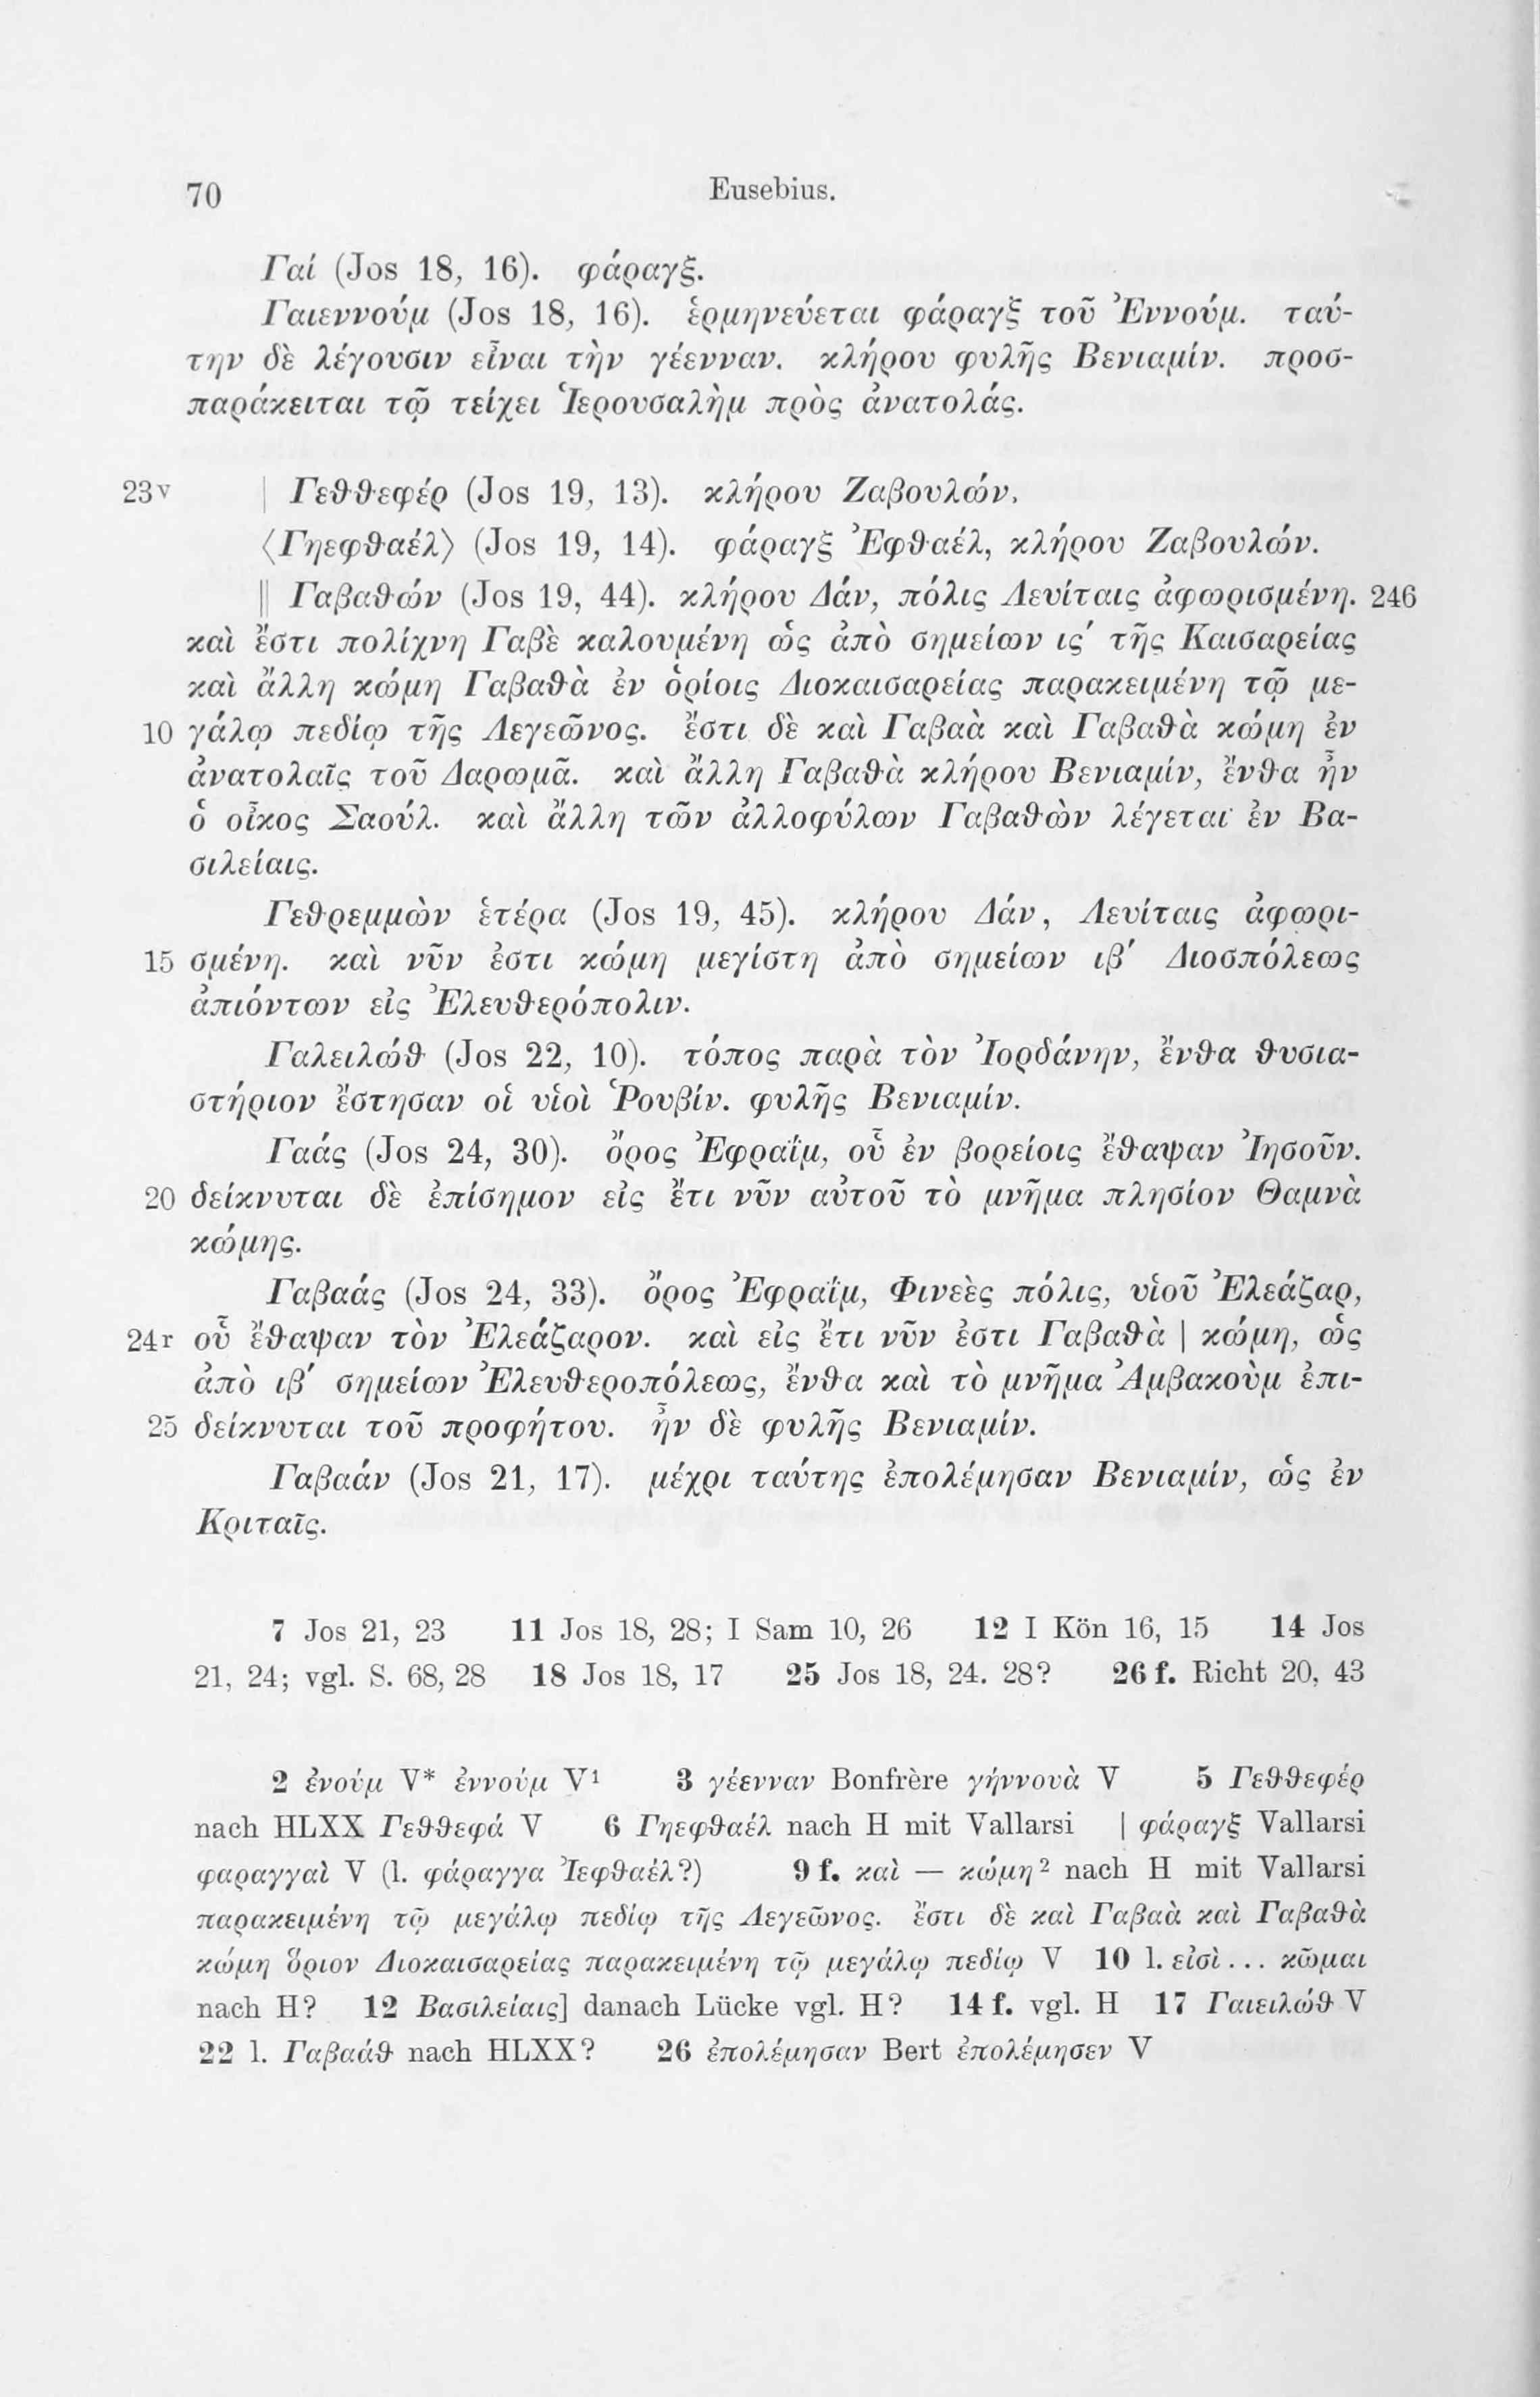 70 Eusebius.
Γαί (Jos 18, 16). φάραγξ.
Γαιεννούμ (Jos 18, 16). ἑρμηνεύεται φάραγξ τοῦ Ἐννούμ. ταύ-
την δὲ λέγουσιν εἶναι τὴν γέενναν. κλήρου φυλῆς Βενιαμίν. προσ-
παράκειται τῷ τείχει Ἱερουσαλὴμ πρὸς ἀνατολάς.
23v | Γεθθεφέρ (Jos 19, 13). κλήρου Ζαβουλών.
⟨Γηεφθαέλ⟩ (Jos 19, 14). φάραγξ Ἐφθαέλ, κλήρου Ζαβουλών.
‖ Γαβαθών (Jos 19, 44). κλήρου Δάν, πόλις Λευίταις ἀφωρισμένη. 246
καὶ ἔστι πολίχνη Γαβὲ καλουμένη ὡς ἀπὸ σημείων ις′ τῆς Καισαρείας
καὶ ἄλλη κώμη Γαβαθὰ ἐν ὁρίοις Διοκαισαρείας παρακειμένη τῷ με-
10 γάλῳ πεδίῳ τῆς Λεγεῶνος. ἔστι δὲ καὶ Γαβαὰ καὶ Γαβαθὰ κώμη ἐν
ἀνατολαῖς τοῦ Δαρωμᾶ. καὶ ἄλλη Γαβαθὰ κλήρου Βενιαμίν, ἔνθα ἦν
ὁ οἶκος Σαούλ. καὶ ἄλλη τῶν ἀλλοφύλων Γαβαθὼν λέγεται ἐν Βα-
σιλείαις.
Γεθρεμμὼν ἑτέρα (Jos 19, 45). κλήρου Δάν, Λευίταις ἀφωρι-
15 σμένη. καὶ νῦν ἐστι κώμη μεγίστη ἀπὸ σημείων ιβ′ Διοσπόλεως
ἀπιόντων εἰς Ἐλευθερόπολιν.
Γαλειλώθ (Jos 22, 10). τόπος παρὰ τὸν Ἰορδάνην, ἔνθα θυσια-
στήριον ἔστησαν οἱ υἱοὶ Ῥουβίν. φυλῆς Βενιαμίν.
Γαάς (Jos 24, 30). ὄρος Ἐφραΐμ, οὗ ἐν βορείοις ἔθαψαν Ἰησοῦν.
20 δείκνυται δὲ ἐπίσημον εἰς ἔτι νῦν αὐτοῦ τὸ μνῆμα πλησίον Θαμνὰ
κώμης.
Γαβαάς (Jos 24, 33). ὄρος Ἐφραΐμ, Φινεὲς πόλις, υἱοῦ Ἐλεάζαρ,
24r οὗ ἔθαψαν τὸν Ἐλεάζαρον. καὶ εἰς ἔτι νῦν ἐστι Γαβαθὰ | κώμη, ὡς
ἀπὸ ιβ′ σημείων Ἐλευθεροπόλεως, ἔνθα καὶ τὸ μνῆμα Ἀμβακοὺμ ἐπι-
25 δείκνυται τοῦ προφήτου. ἦν δὲ φυλῆς Βενιαμίν.
Γαβαάν (Jos 21, 17). μέχρι ταύτης ἐπολέμησαν Βενιαμίν, ὡς ἐν
Κριταῖς.
7 Jos 21, 23 11 Jos 18, 28; I Sam 10, 26 12 I Kön 16, 15 14 Jos
21, 24; vgl. S. 68, 28 18 Jos 18, 17 25 Jos 18, 24. 28? 26 f. Richt 20, 43
2 ἐνούμ V* ἐννούμ V¹ 3 γέενναν Bonfrère γήννουὰ V 5 Γεθθεφέρ
nach HLXX Γεθθεφά V 6 Γηεφθαέλ nach H mit Vallarsi | φάραγξ Vallarsi
φαραγγαὶ V (l. φάραγγα Ἰεφθαέλ?) 9 f. καὶ — κώμη² nach H mit Vallarsi
παρακειμένη τῷ μεγάλῳ πεδίῳ τῆς Λεγεῶνος. ἔστι δὲ καὶ Γαβαὰ καὶ Γαβαθὰ
κώμη ὅριον Διοκαισαρείας παρακειμένη τῷ μεγάλῳ πεδίῳ V 10 l. εἰσὶ ... κῶμαι
nach H? 12 Βασιλείαις] danach Lücke vgl. H? 14 f. vgl. H 17 Γαιειλώθ V
22 l. Γαβαάθ nach HLXX? 26 ἐπολέμησαν Bert ἐπολέμησεν V